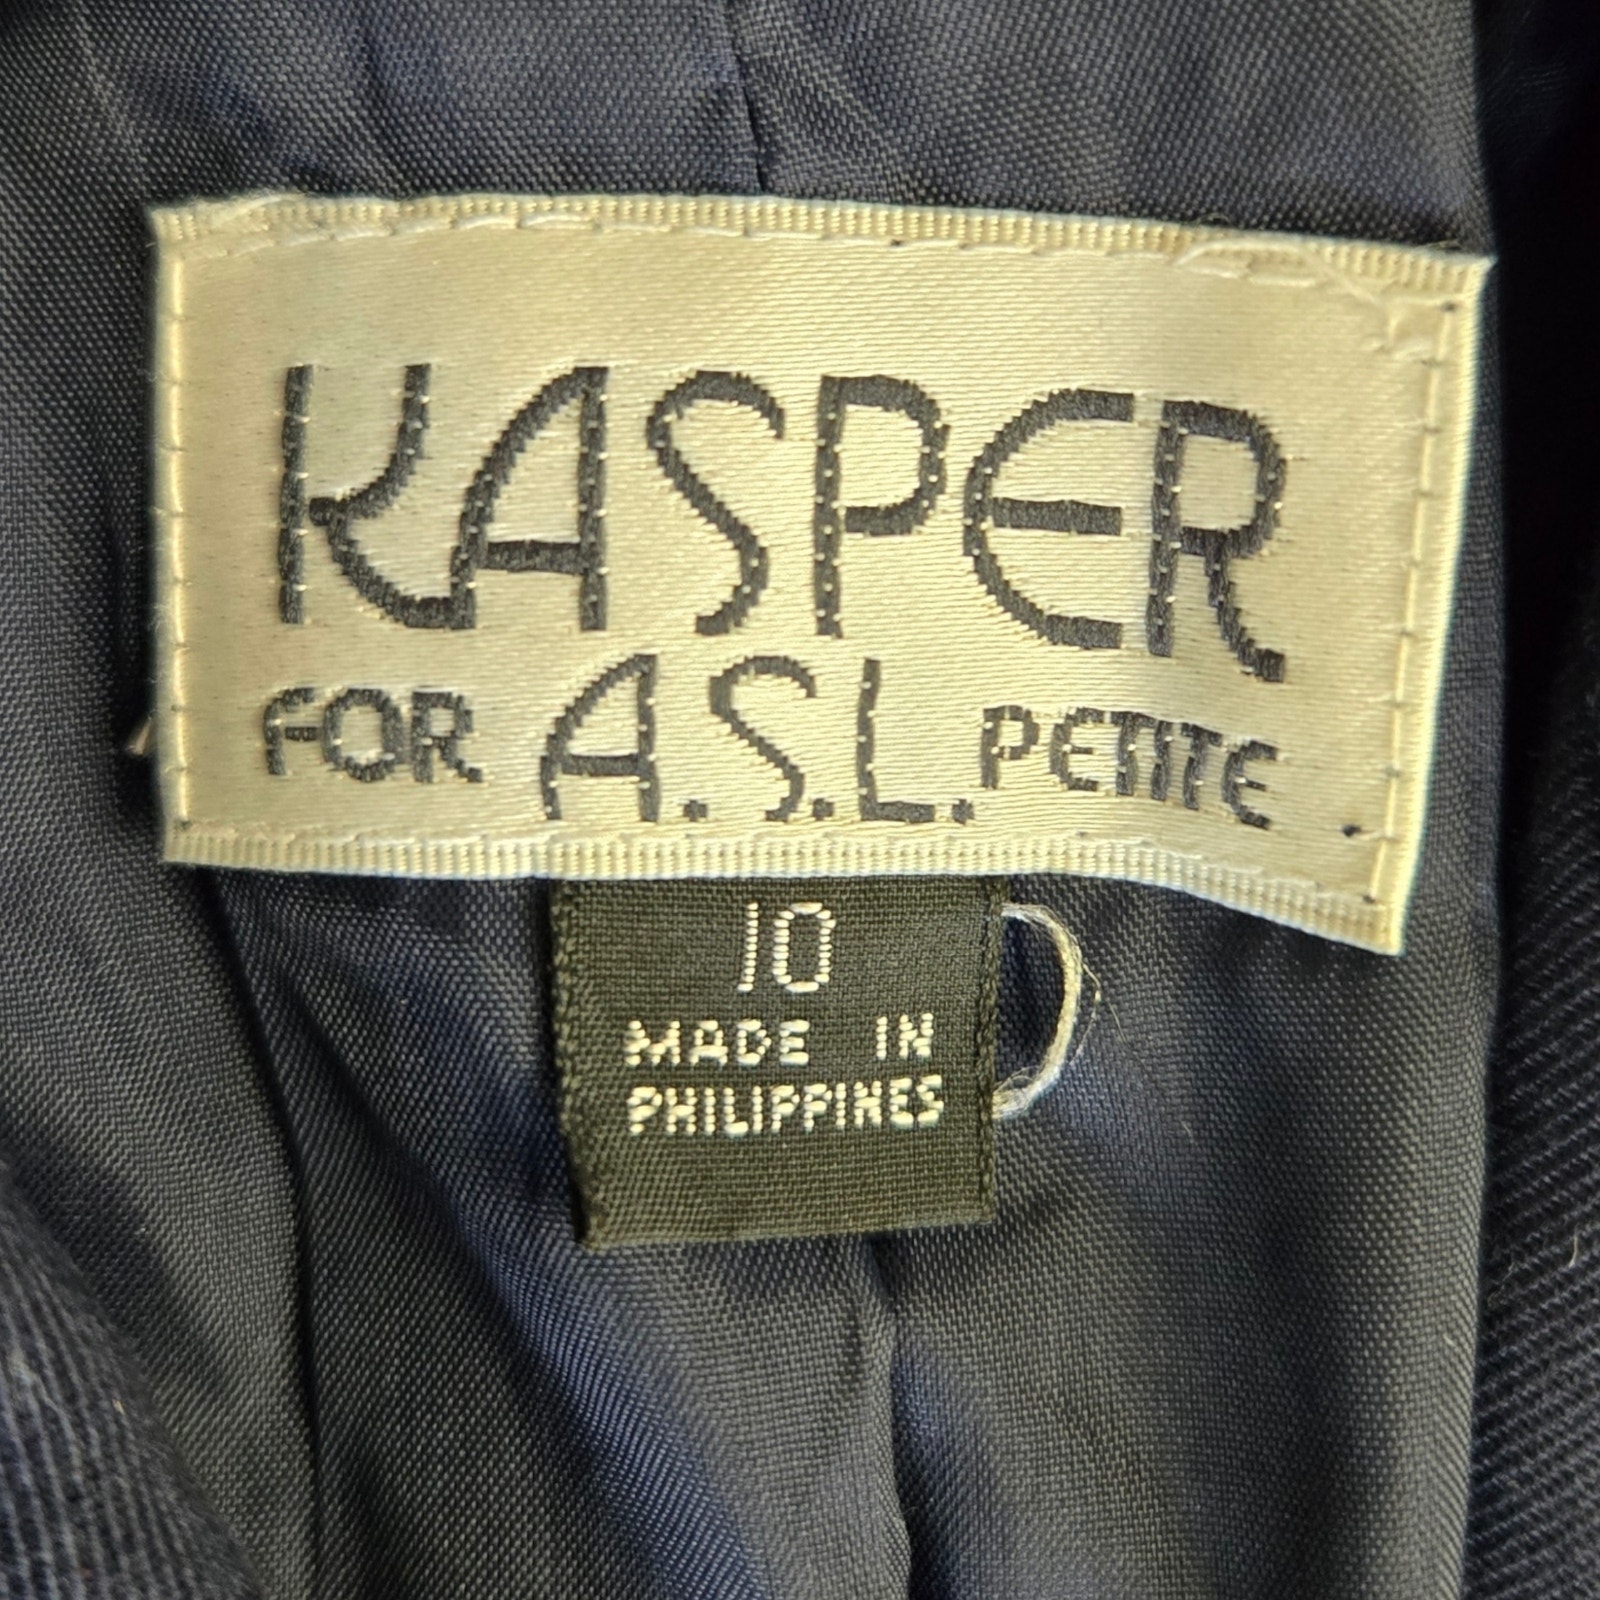 KASPER
FOR A.S.L. PETITE
10
MADE IN
PHILIPPINES